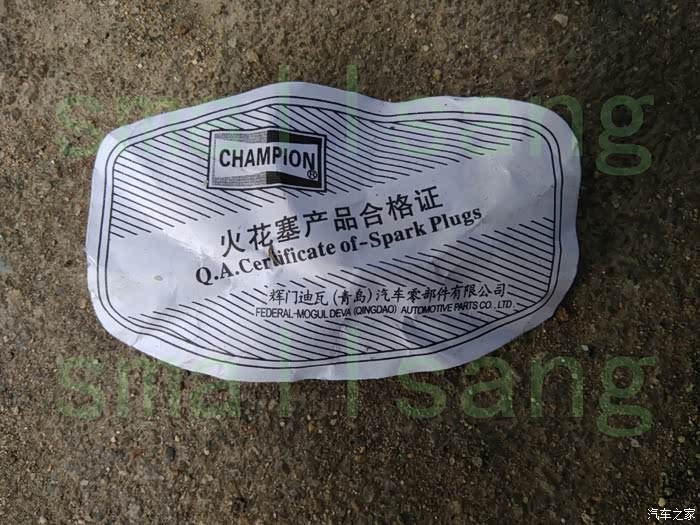 small sang
CHAMPION
®
火花塞产品合格证
Q.A.Certificate of-Spark Plugs
辉门迪瓦(青岛)汽车零部件有限公司
FEDERAL-MOGUL DEVA (QINGDAO) AUTOMOTIVE PARTS CO., LTD
small sang
汽车之家